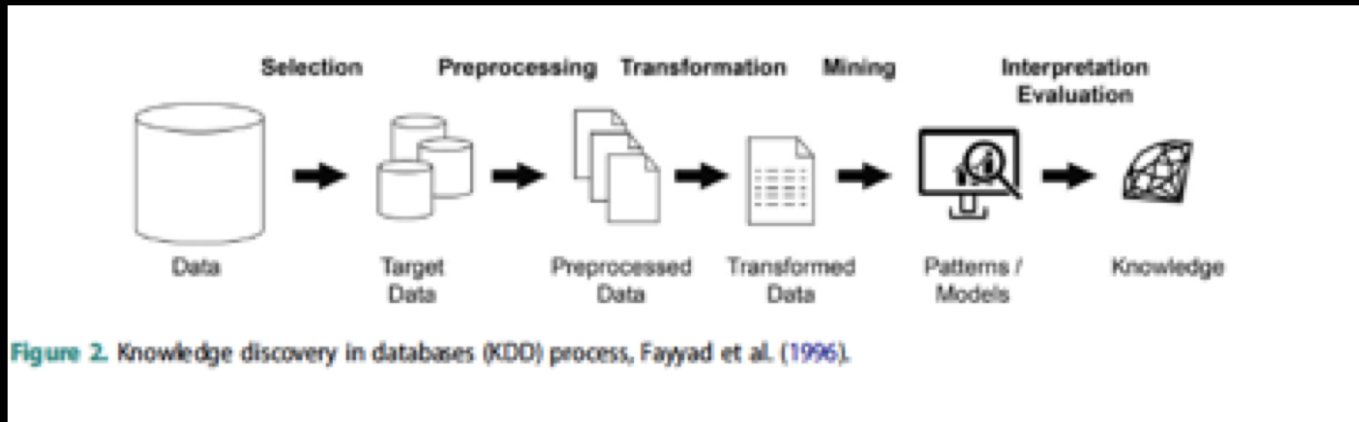 Selection Preprocessing Transformation Mining Interpretation
Evaluation
Data Target Preprocessed Transformed Patterns / Knowledge
Data Data Data Models
Figure 2. Knowledge discovery in databases (KDD) process, Fayyad et al. (1996).